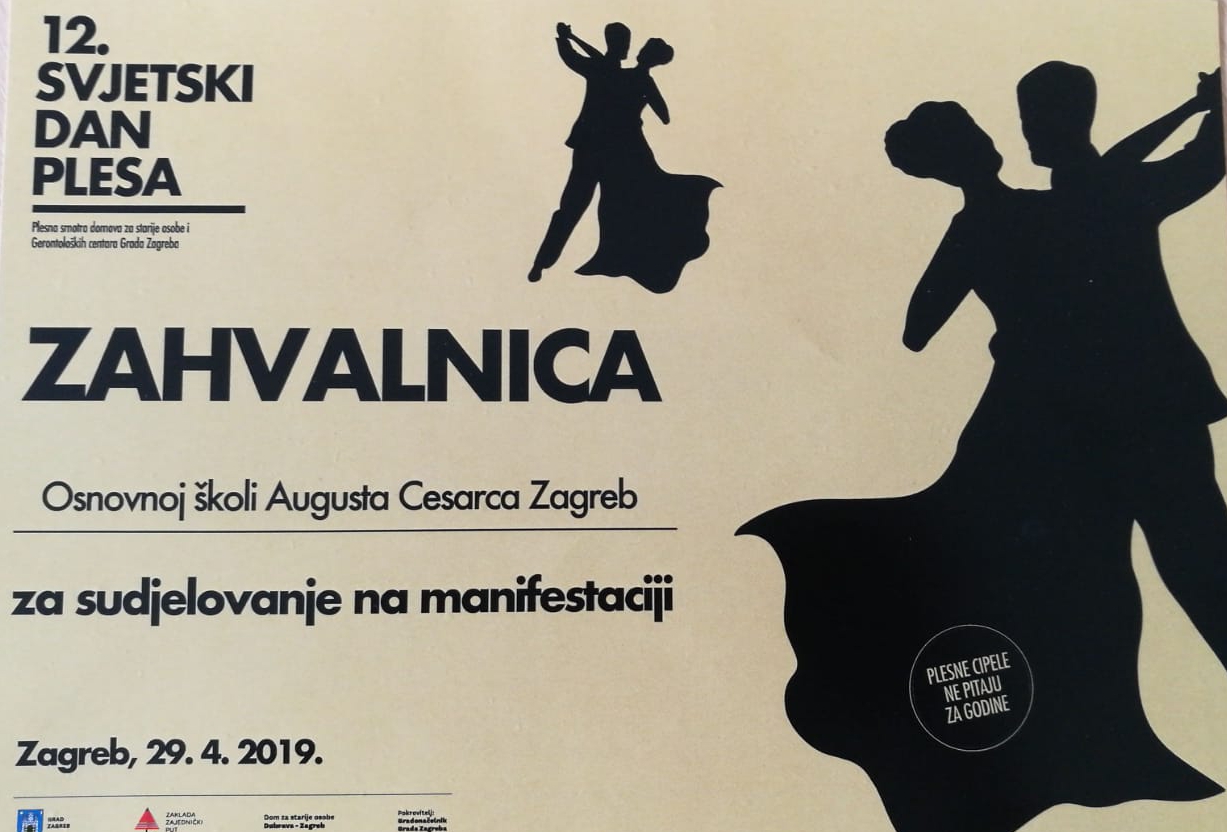 12.
SVJETSKI
DAN
PLESA
Plesna smotra domova za starije osobe i
Gerontoloških centara Grada Zagreba
ZAHVALNICA
Osnovnoj školi Augusta Cesarca Zagreb
za sudjelovanje na manifestaciji
PLESNE CIPELE
NE PITAJU
ZA GODINE
Zagreb, 29. 4. 2019.
GRAD
ZAGREB
ZAKLADA
ZAJEDNIČKI
PUT
Dom za starije osobe
Dubrava - Zagreb
Pokrovitelj:
Gradonačelnik
Grada Zagreba